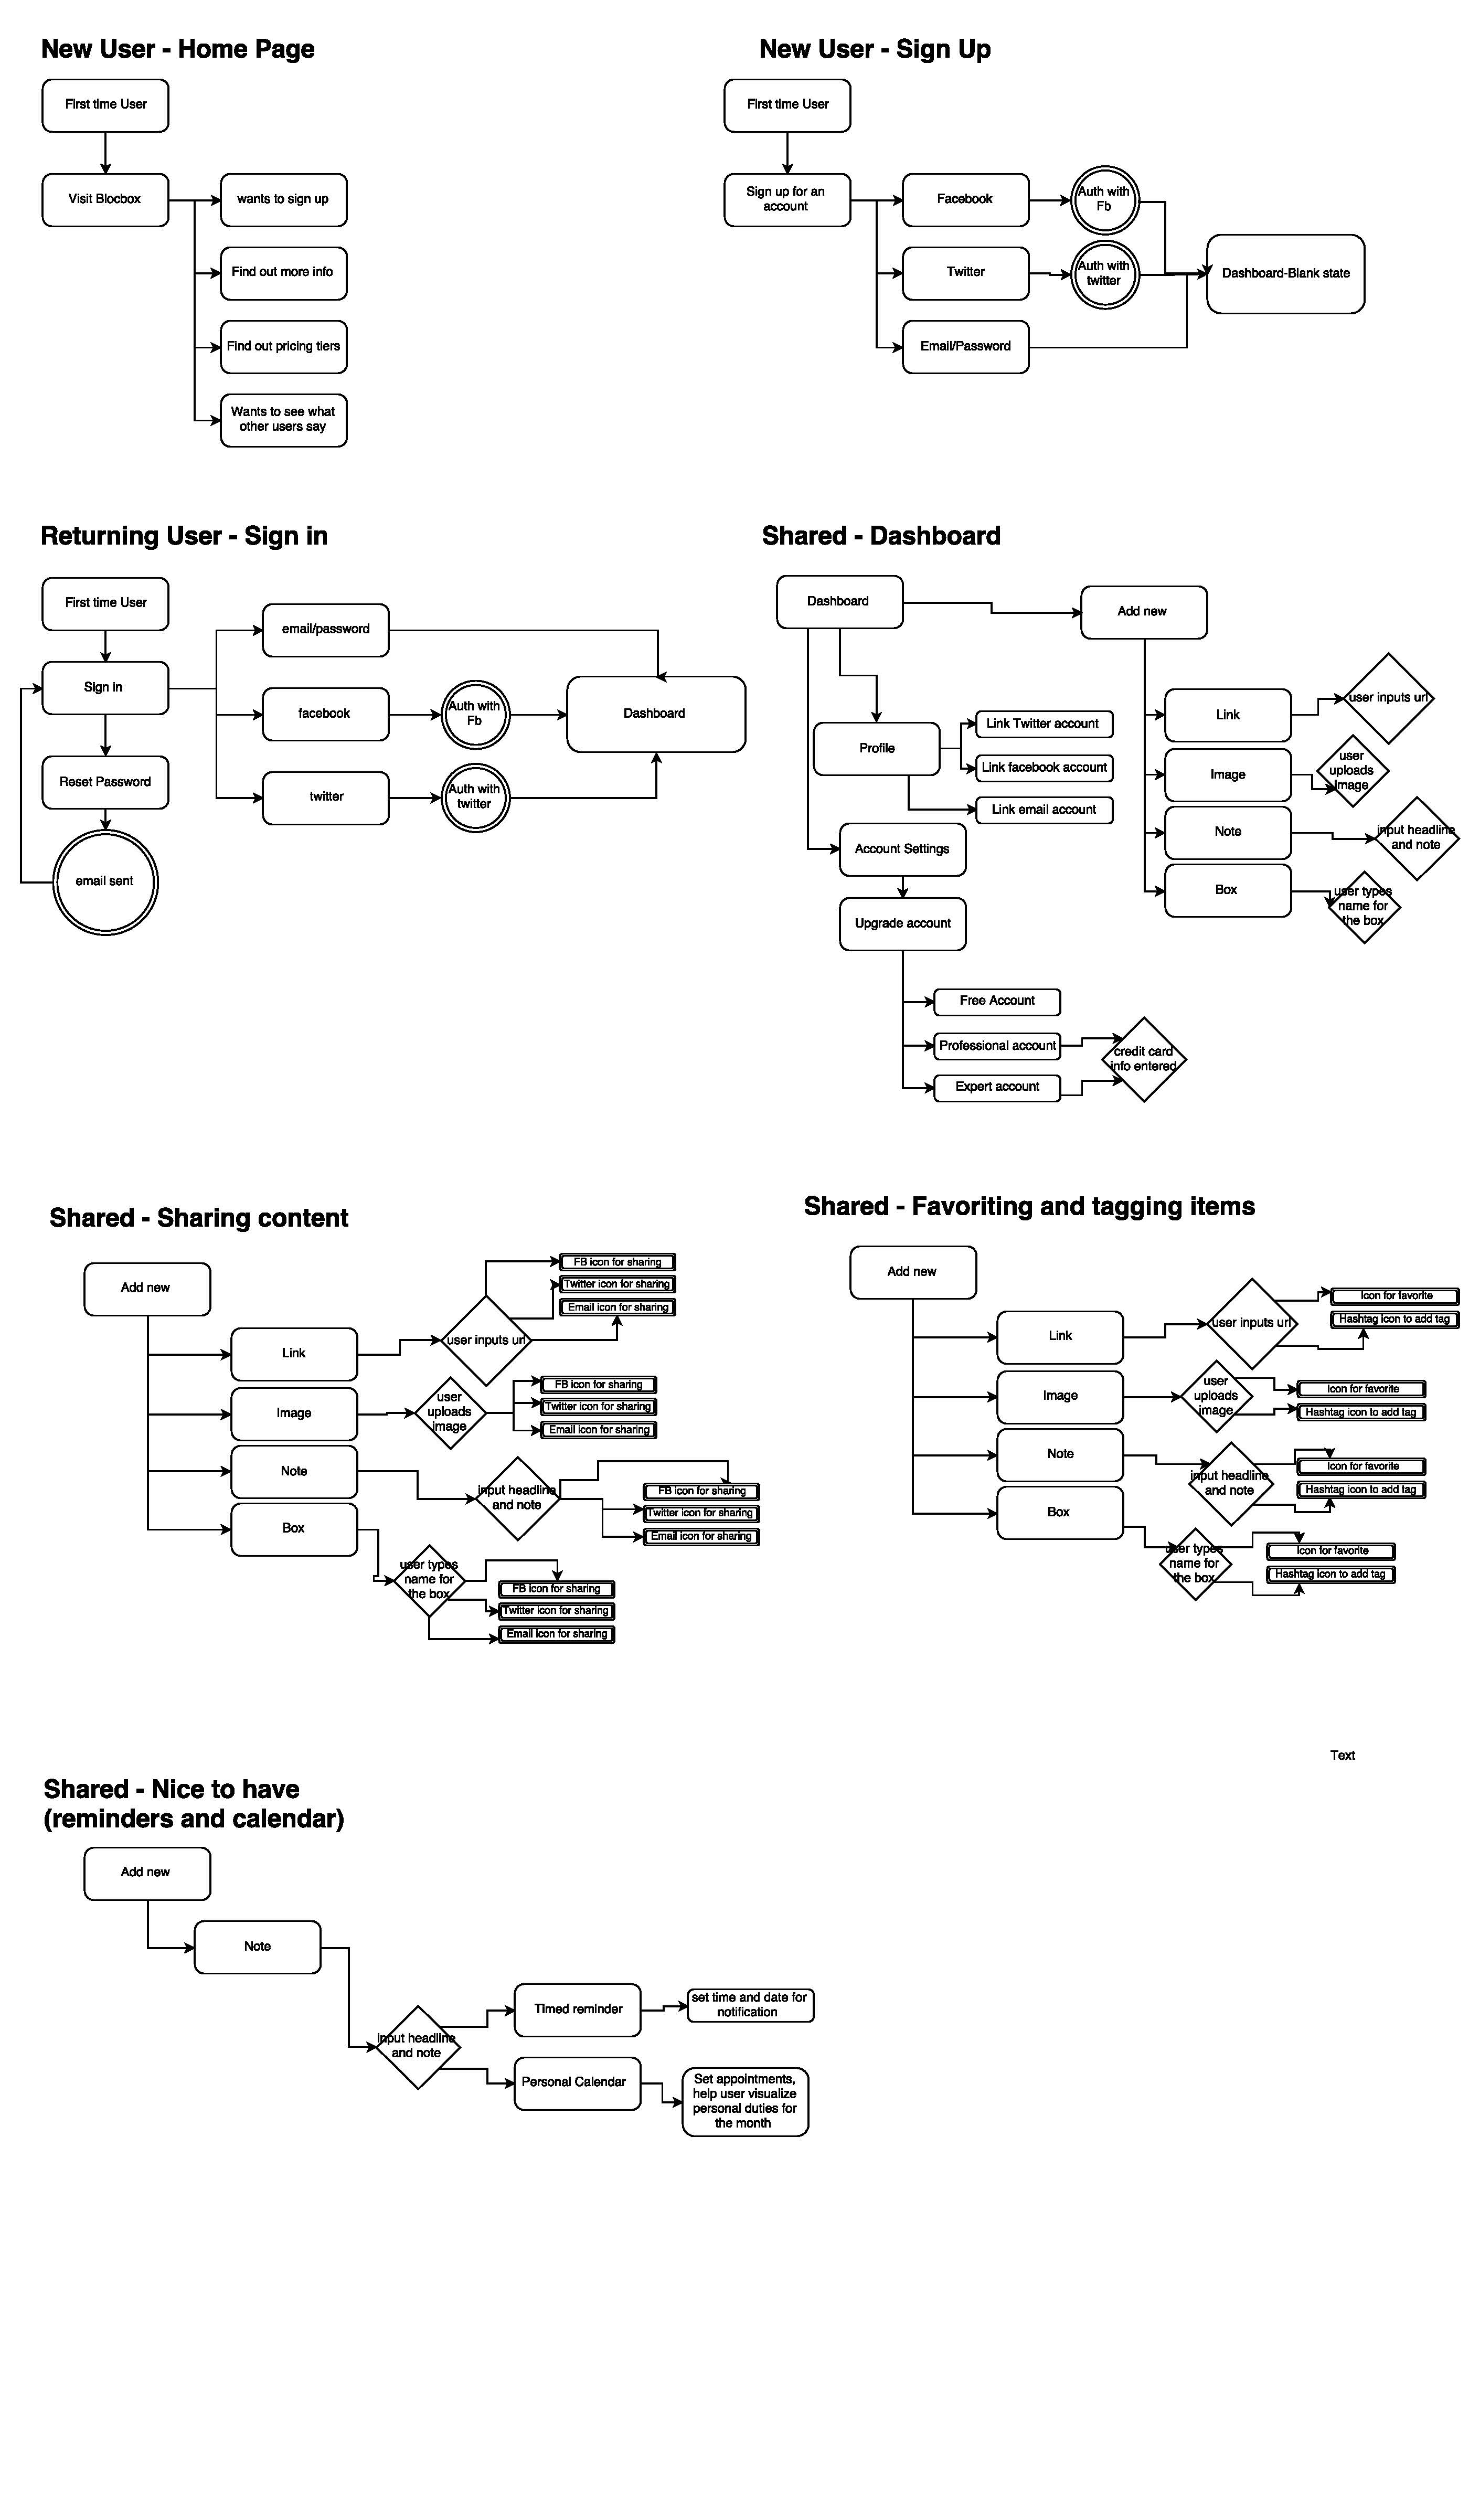 New User - Home Page
First time User
Visit Blocbox
wants to sign up
Find out more info
Find out pricing tiers
Wants to see what
other users say
New User - Sign Up
First time User
Sign up for an
account
Facebook
Auth with
Fb
Twitter
Auth with
twitter
Email/Password
Dashboard-Blank state
Returning User - Sign in
First time User
Sign in
Reset Password
email sent
email/password
facebook
Auth with
Fb
twitter
Auth with
twitter
Dashboard
Shared - Dashboard
Dashboard
Add new
Profile
Link Twitter account
Link facebook account
Link email account
Account Settings
Upgrade account
Free Account
Professional account
Expert account
credit card
info entered
Link
user inputs url
Image
user
uploads
image
Note
input headline
and note
Box
user types
name for
the box
Shared - Sharing content
Add new
Link
user inputs url
FB icon for sharing
Twitter icon for sharing
Email icon for sharing
Image
user
uploads
image
FB icon for sharing
Twitter icon for sharing
Email icon for sharing
Note
input headline
and note
FB icon for sharing
Twitter icon for sharing
Email icon for sharing
Box
user types
name for
the box
FB icon for sharing
Twitter icon for sharing
Email icon for sharing
Shared - Favoriting and tagging items
Add new
Link
user inputs url
Icon for favorite
Hashtag icon to add tag
Image
user
uploads
image
Icon for favorite
Hashtag icon to add tag
Note
input headline
and note
Icon for favorite
Hashtag icon to add tag
Box
user types
name for
the box
Icon for favorite
Hashtag icon to add tag
Text
Shared - Nice to have
(reminders and calendar)
Add new
Note
input headline
and note
Timed reminder
set time and date for
notification
Personal Calendar
Set appointments,
help user visualize
personal duties for
the month